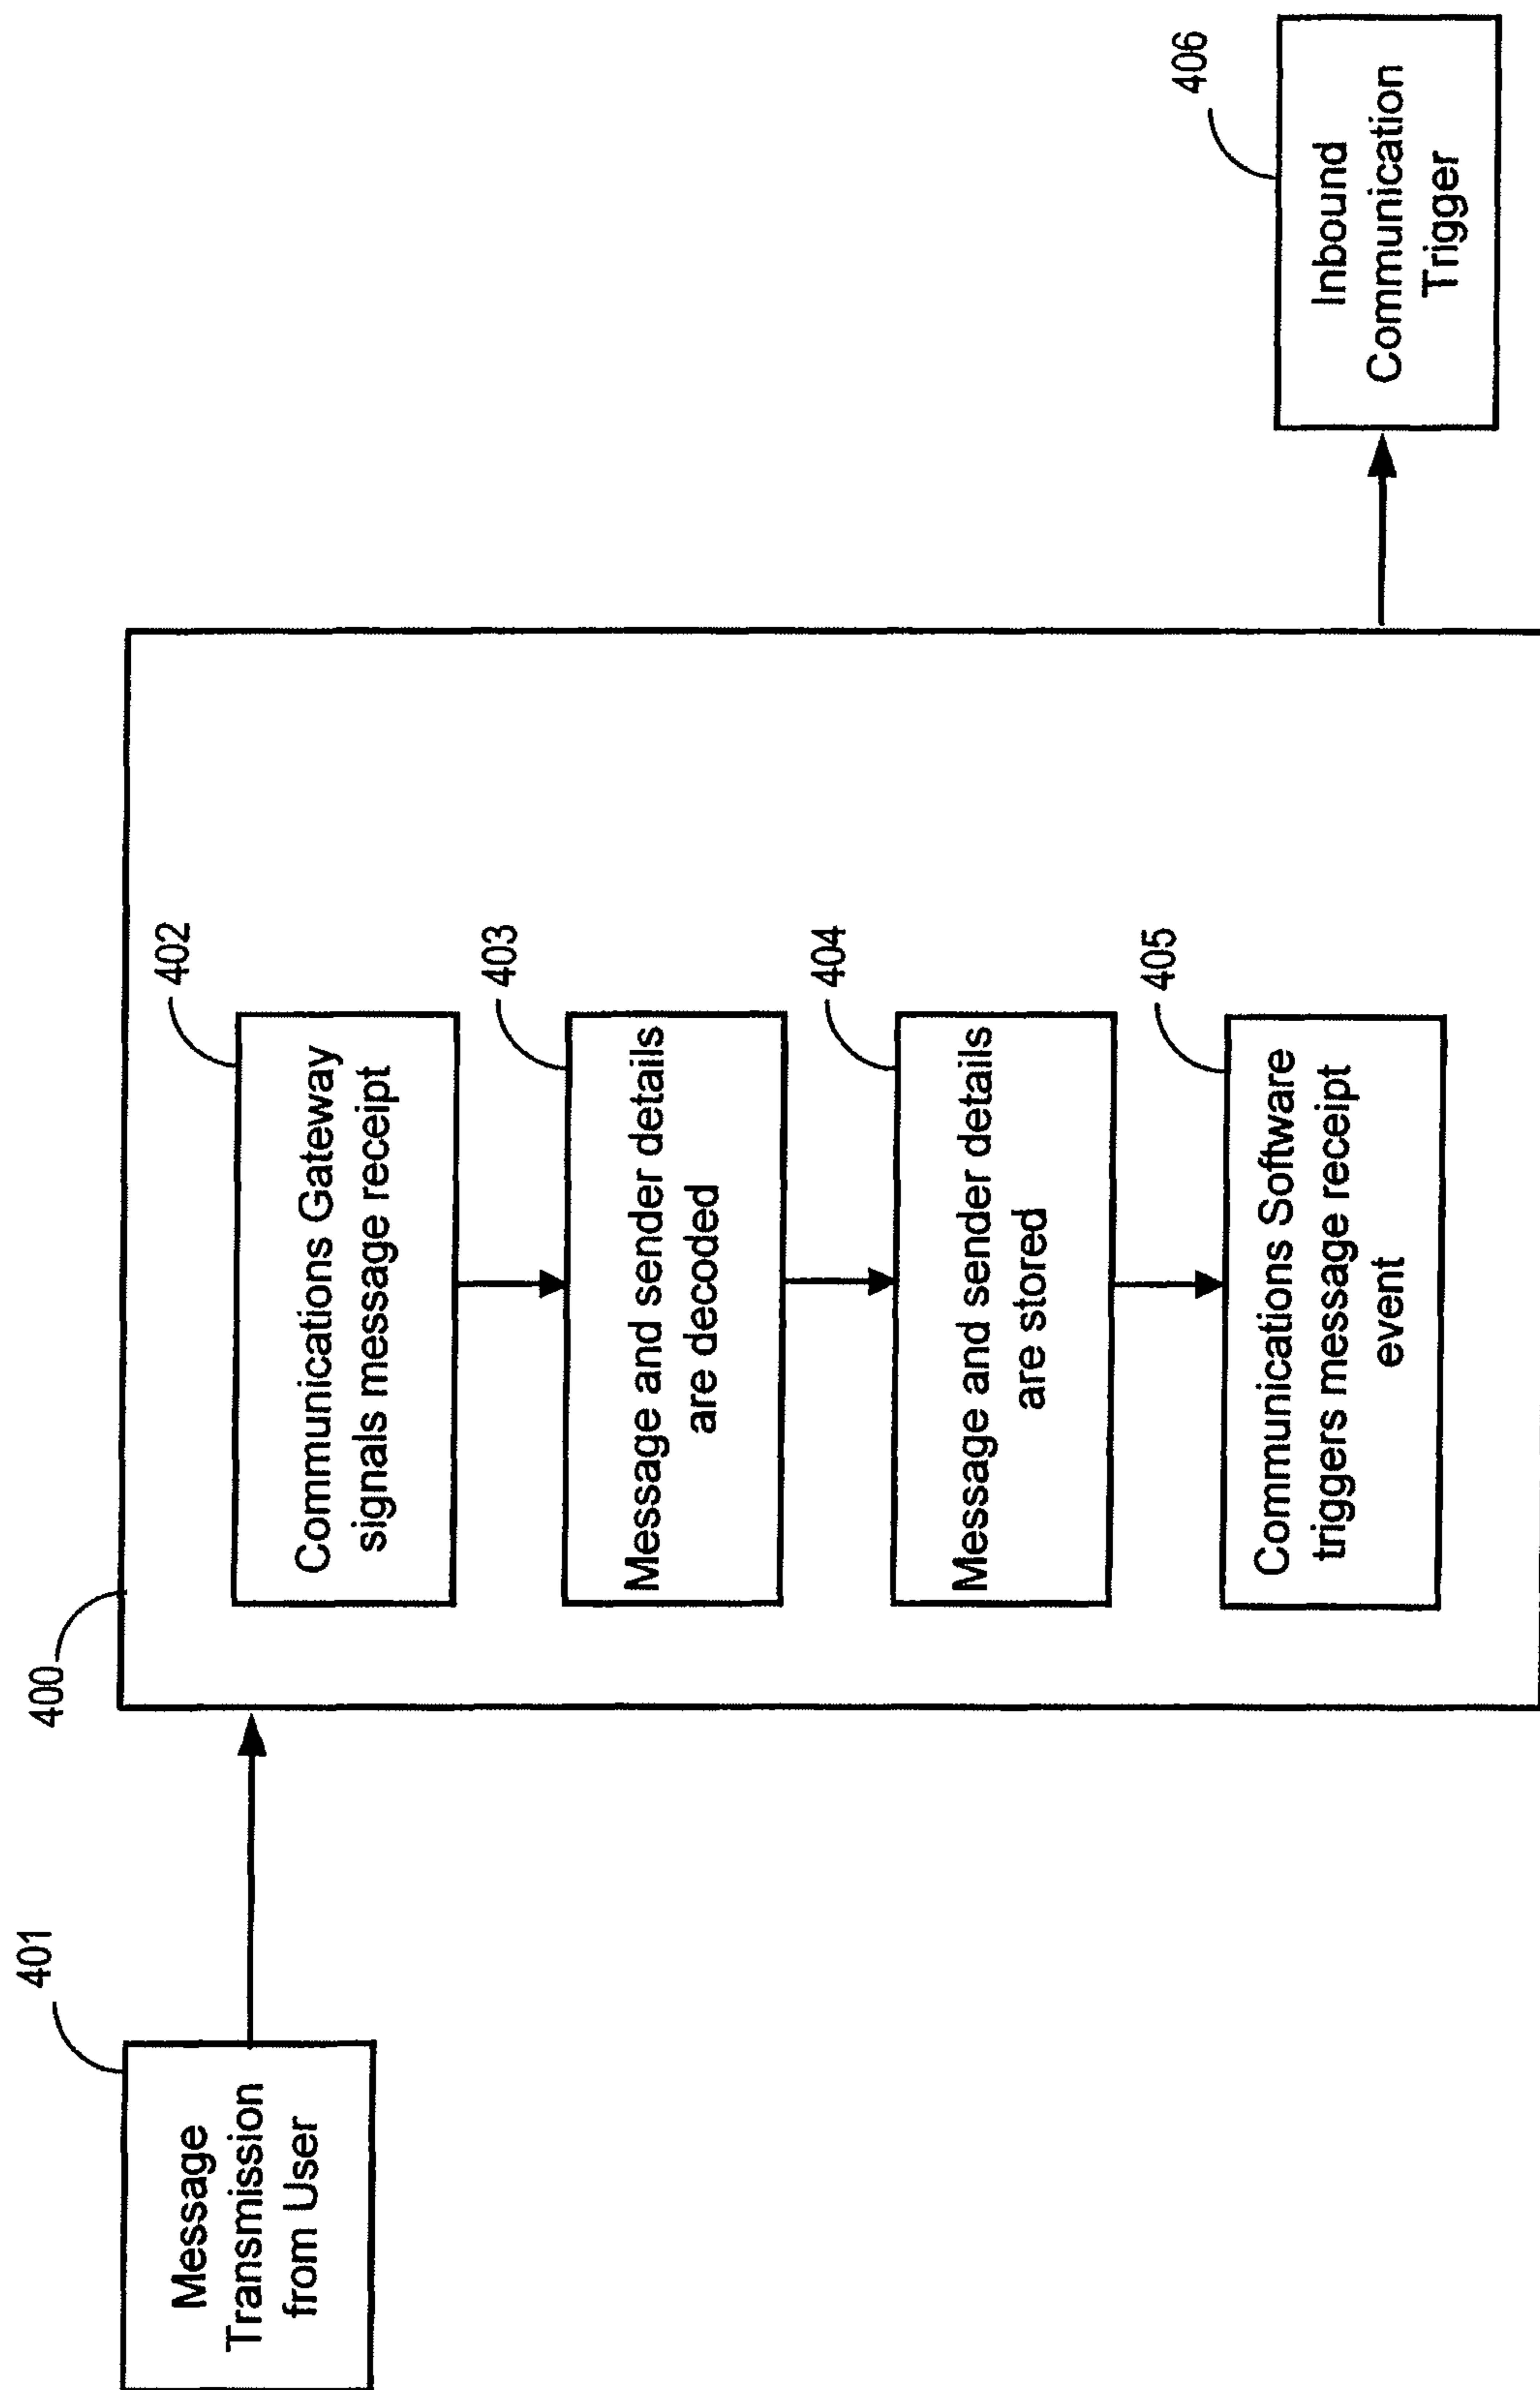 401
Message
Transmission
from User
400
402
Communications Gateway
signals message receipt
403
Message and sender details
are decoded
404
Message and sender details
are stored
405
Communications Software
triggers message receipt
event
406
Inbound
Communication
Trigger